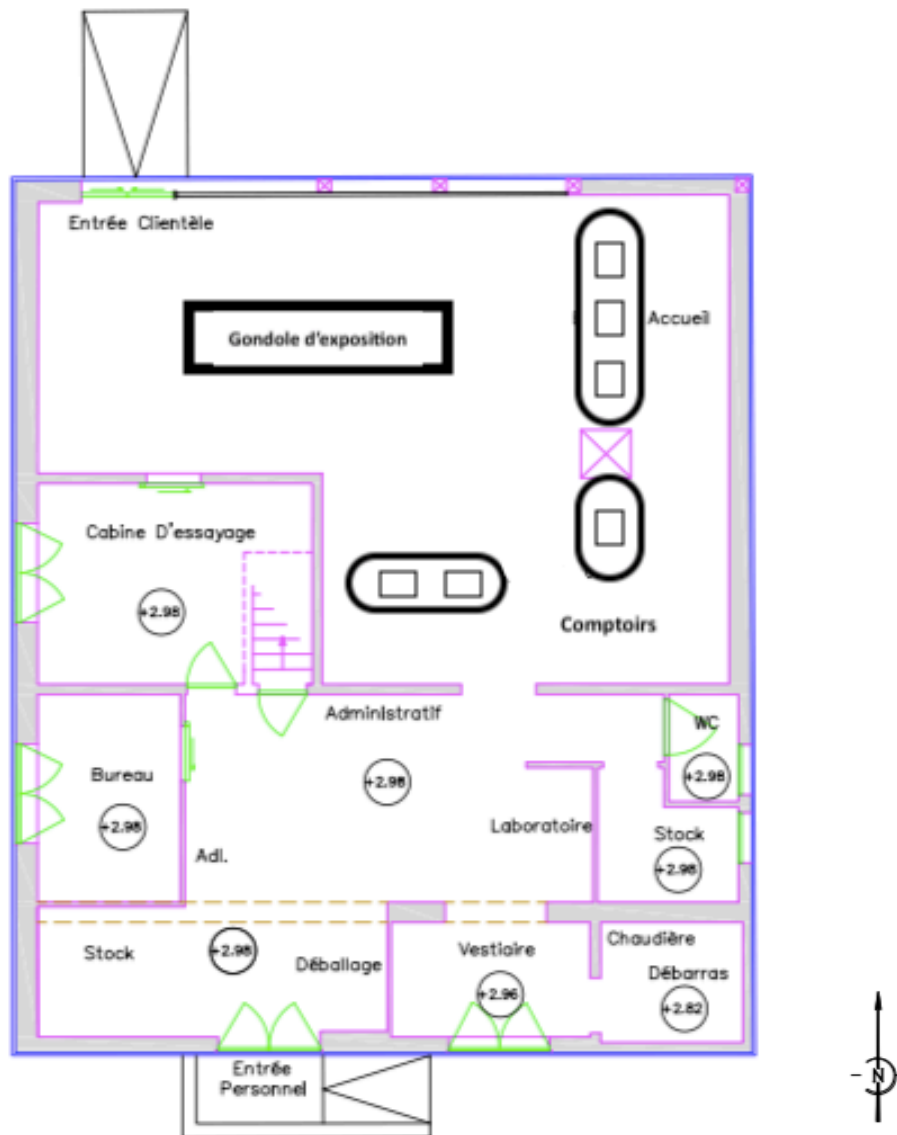 Entrée Clientèle
Gondole d'exposition
Accueil
Cabine D'essayage
+2.98
Comptoirs
Administratif
WC
Bureau
+2.98
+2.98
+2.98
Laboratoire
Stock
Adl.
+2.98
Stock
+2.98
Déballage
Vestiaire
+2.96
Chaudière
Débarras
+2.82
Entrée
Personnel
N